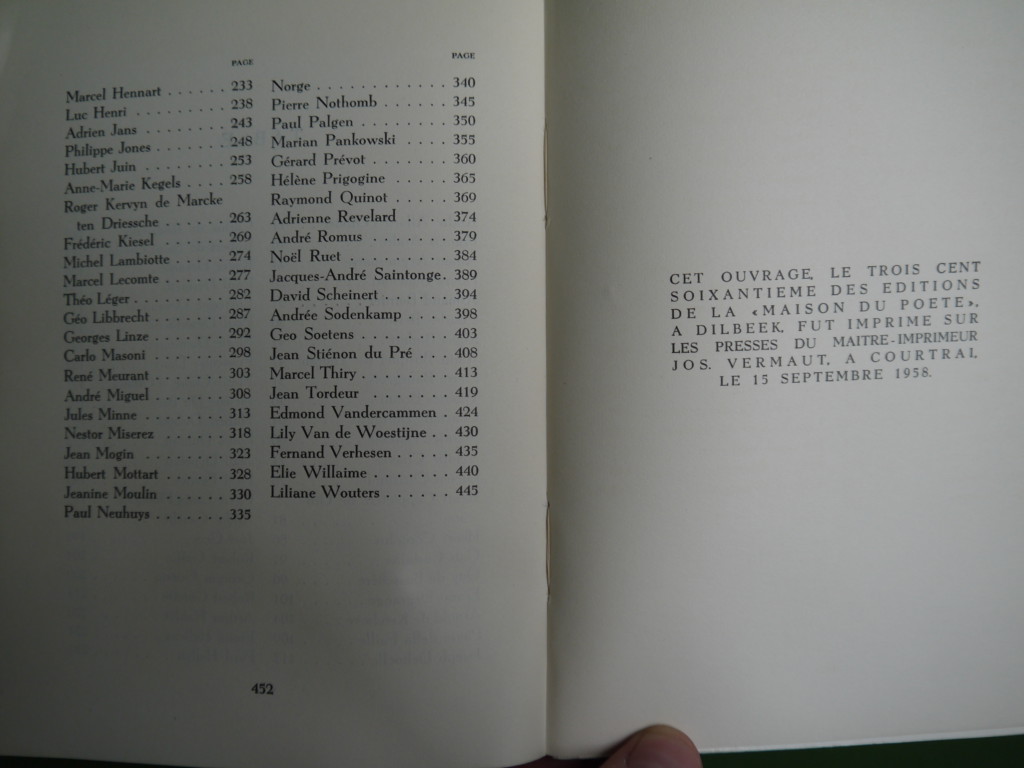 PAGE
Marcel Hennart . . . . . . 233
Luc Henri . . . . . . . . 238
Adrien Jans . . . . . . . 243
Philippe Jones . . . . . . 248
Hubert Juin . . . . . . . 253
Anne-Marie Kegels . . . . 258
Roger Kervyn de Marcke
ten Driessche . . . . . 263
Frédéric Kiesel . . . . . . 269
Michel Lambiotte . . . . . 274
Marcel Lecomte . . . . . 277
Théo Léger . . . . . . . . 282
Géo Libbrecht . . . . . . 287
Georges Linze . . . . . . 292
Carlo Masoni . . . . . . 298
René Meurant . . . . . . 303
André Miguel . . . . . . 308
Jules Minne . . . . . . . 313
Nestor Miserez . . . . . . 318
Jean Mogin . . . . . . . 323
Hubert Mottart . . . . . 328
Jeanine Moulin . . . . . . 330
Paul Neuhuys . . . . . . . 335
PAGE
Norge . . . . . . . . . . . . 340
Pierre Nothomb . . . . . . 345
Paul Palgen . . . . . . . . 350
Marian Pankowski . . . . 355
Gérard Prévot . . . . . . . 360
Hélène Prigogine . . . . . 365
Raymond Quinot . . . . . 369
Adrienne Revelard . . . . 374
André Romus . . . . . . . 379
Noël Ruet . . . . . . . . . 384
Jacques-André Saintonge. 389
David Scheinert . . . . . . 394
Andrée Sodenkamp . . . . 398
Geo Soetens . . . . . . . . 403
Jean Stiénon du Pré . . . 408
Marcel Thiry . . . . . . . . 413
Jean Tordeur . . . . . . . 419
Edmond Vandercammen . 424
Lily Van de Woestijne . . 430
Fernand Verhesen . . . . . 435
Elie Willaime . . . . . . . 440
Liliane Wouters . . . . . . 445
452
CET OUVRAGE, LE TROIS CENT
SOIXANTIEME DES EDITIONS
DE LA «MAISON DU POETE»,
A DILBEEK, FUT IMPRIME SUR
LES PRESSES DU MAITRE-IMPRIMEUR
JOS. VERMAUT, A COURTRAI,
LE 15 SEPTEMBRE 1958.